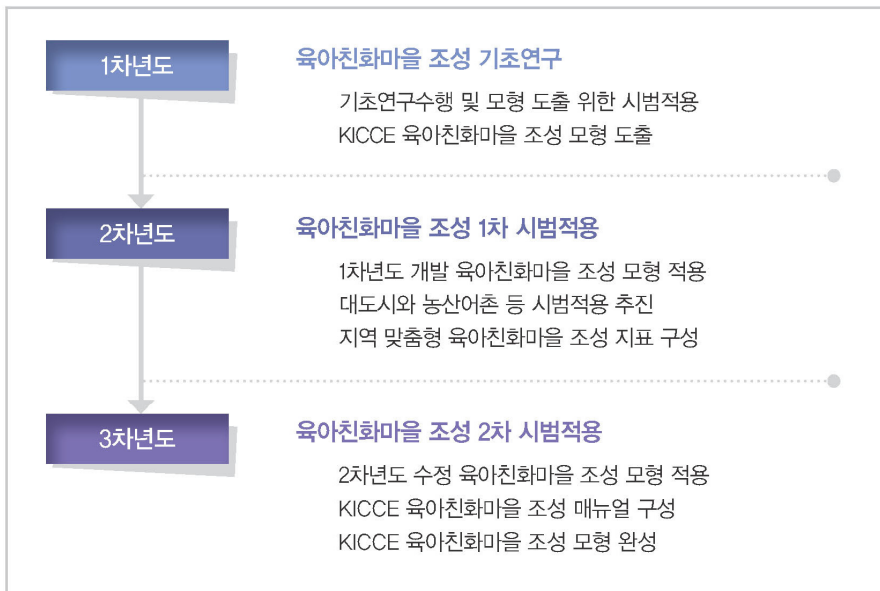 1차년도
육아친화마을 조성 기초연구
기초연구수행 및 모형 도출 위한 시범적용
KICCE 육아친화마을 조성 모형 도출
2차년도
육아친화마을 조성 1차 시범적용
1차년도 개발 육아친화마을 조성 모형 적용
대도시와 농산어촌 등 시범적용 추진
지역 맞춤형 육아친화마을 조성 지표 구성
3차년도
육아친화마을 조성 2차 시범적용
2차년도 수정 육아친화마을 조성 모형 적용
KICCE 육아친화마을 조성 매뉴얼 구성
KICCE 육아친화마을 조성 모형 완성